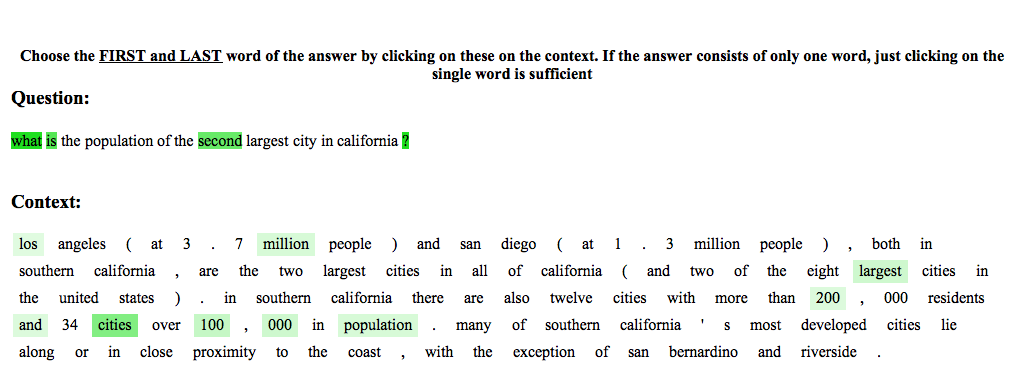 Choose the FIRST and LAST word of the answer by clicking on these on the context. If the answer consists of only one word, just clicking on the
single word is sufficient
Question:
what is the population of the second largest city in california ?
Context:
los angeles ( at 3 . 7 million people ) and san diego ( at 1 . 3 million people ) , both in
southern california , are the two largest cities in all of california ( and two of the eight largest cities in
the united states ) . in southern california there are also twelve cities with more than 200 , 000 residents
and 34 cities over 100 , 000 in population . many of southern california ' s most developed cities lie
along or in close proximity to the coast , with the exception of san bernardino and riverside .